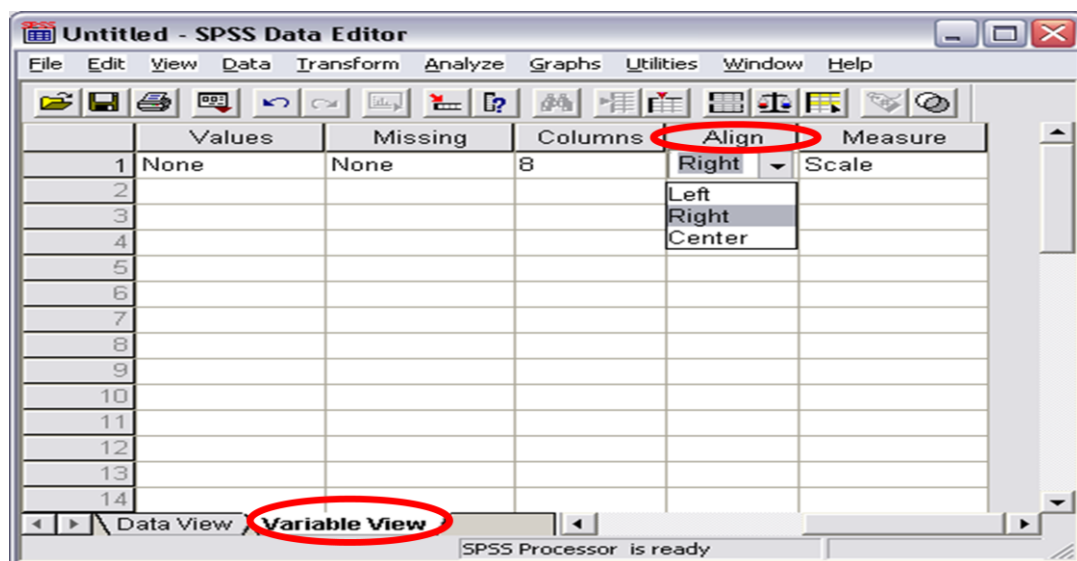 SPSS
Untitled - SPSS Data Editor
File Edit View Data Transform Analyze Graphs Utilities Window Help
Values Missing Columns Align Measure
1 None None 8 Right Scale
2 Left
3 Right
4 Center
5
6
7
8
9
10
11
12
13
14
Data View Variable View
SPSS Processor is ready